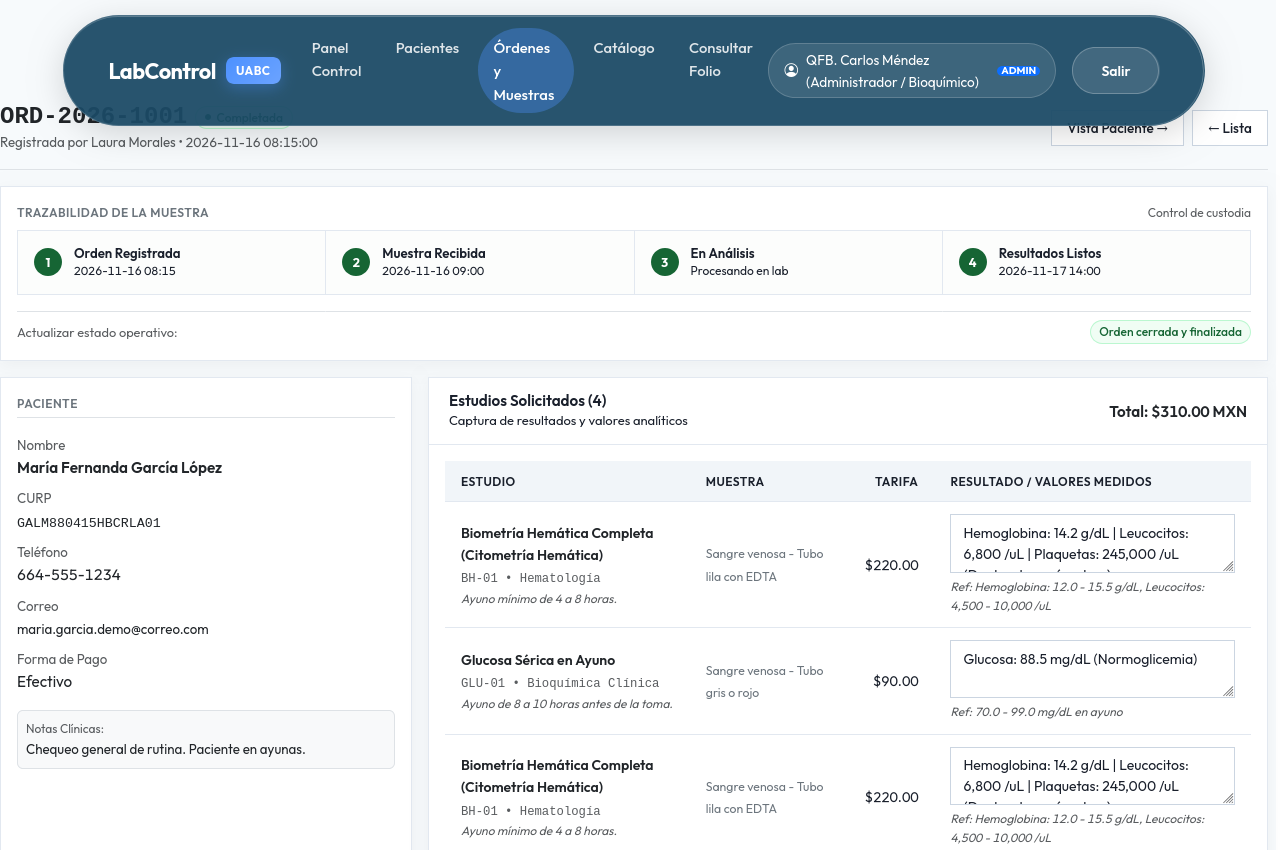 LabControl UABC
Panel
Control
Pacientes
Órdenes
y
Muestras
Catálogo
Consultar
Folio
QFB. Carlos Méndez
(Administrador / Bioquímico)
ADMIN
Salir
ORD-2026-1001
Completada
Registrada por Laura Morales • 2026-11-16 08:15:00
Vista Paciente →
← Lista
TRAZABILIDAD DE LA MUESTRA
Control de custodia
1
Orden Registrada
2026-11-16 08:15
2
Muestra Recibida
2026-11-16 09:00
3
En Análisis
Procesando en lab
4
Resultados Listos
2026-11-17 14:00
Actualizar estado operativo:
Orden cerrada y finalizada
PACIENTE
Nombre
María Fernanda García López
CURP
GALM880415HBCRLA01
Teléfono
664-555-1234
Correo
maria.garcia.demo@correo.com
Forma de Pago
Efectivo
Notas Clínicas:
Chequeo general de rutina. Paciente en ayunas.
Estudios Solicitados (4)
Captura de resultados y valores analíticos
Total: $310.00 MXN
ESTUDIO MUESTRA TARIFA RESULTADO / VALORES MEDIDOS
Biometría Hemática Completa
(Citometría Hemática)
BH-01 • Hematología
Ayuno mínimo de 4 a 8 horas.
Sangre venosa - Tubo
lila con EDTA
$220.00
Hemoglobina: 14.2 g/dL | Leucocitos:
6,800 /uL | Plaquetas: 245,000 /uL
Ref: Hemoglobina: 12.0 - 15.5 g/dL, Leucocitos:
4,500 - 10,000 /uL
Glucosa Sérica en Ayuno
GLU-01 • Bioquímica Clínica
Ayuno de 8 a 10 horas antes de la toma.
Sangre venosa - Tubo
gris o rojo
$90.00
Glucosa: 88.5 mg/dL (Normoglicemia)
Ref: 70.0 - 99.0 mg/dL en ayuno
Biometría Hemática Completa
(Citometría Hemática)
BH-01 • Hematología
Ayuno mínimo de 4 a 8 horas.
Sangre venosa - Tubo
lila con EDTA
$220.00
Hemoglobina: 14.2 g/dL | Leucocitos:
6,800 /uL | Plaquetas: 245,000 /uL
Ref: Hemoglobina: 12.0 - 15.5 g/dL, Leucocitos:
4,500 - 10,000 /uL